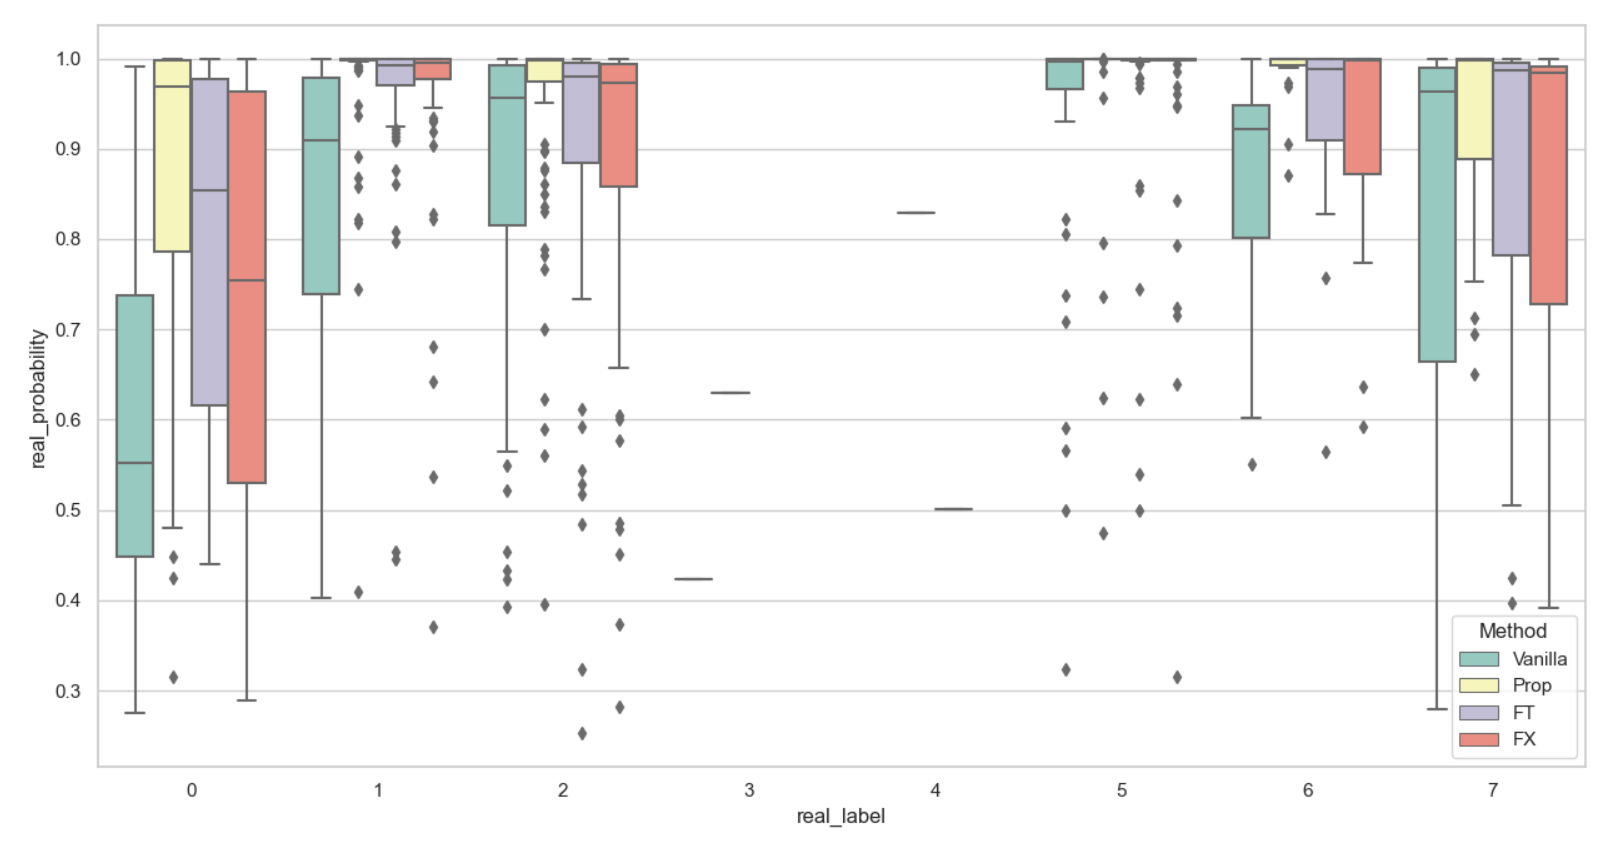 real_probability
1.0
0.9
0.8
0.7
0.6
0.5
0.4
0.3
0 1 2 3 4 5 6 7
real_label
Method
Vanilla
Prop
FT
FX